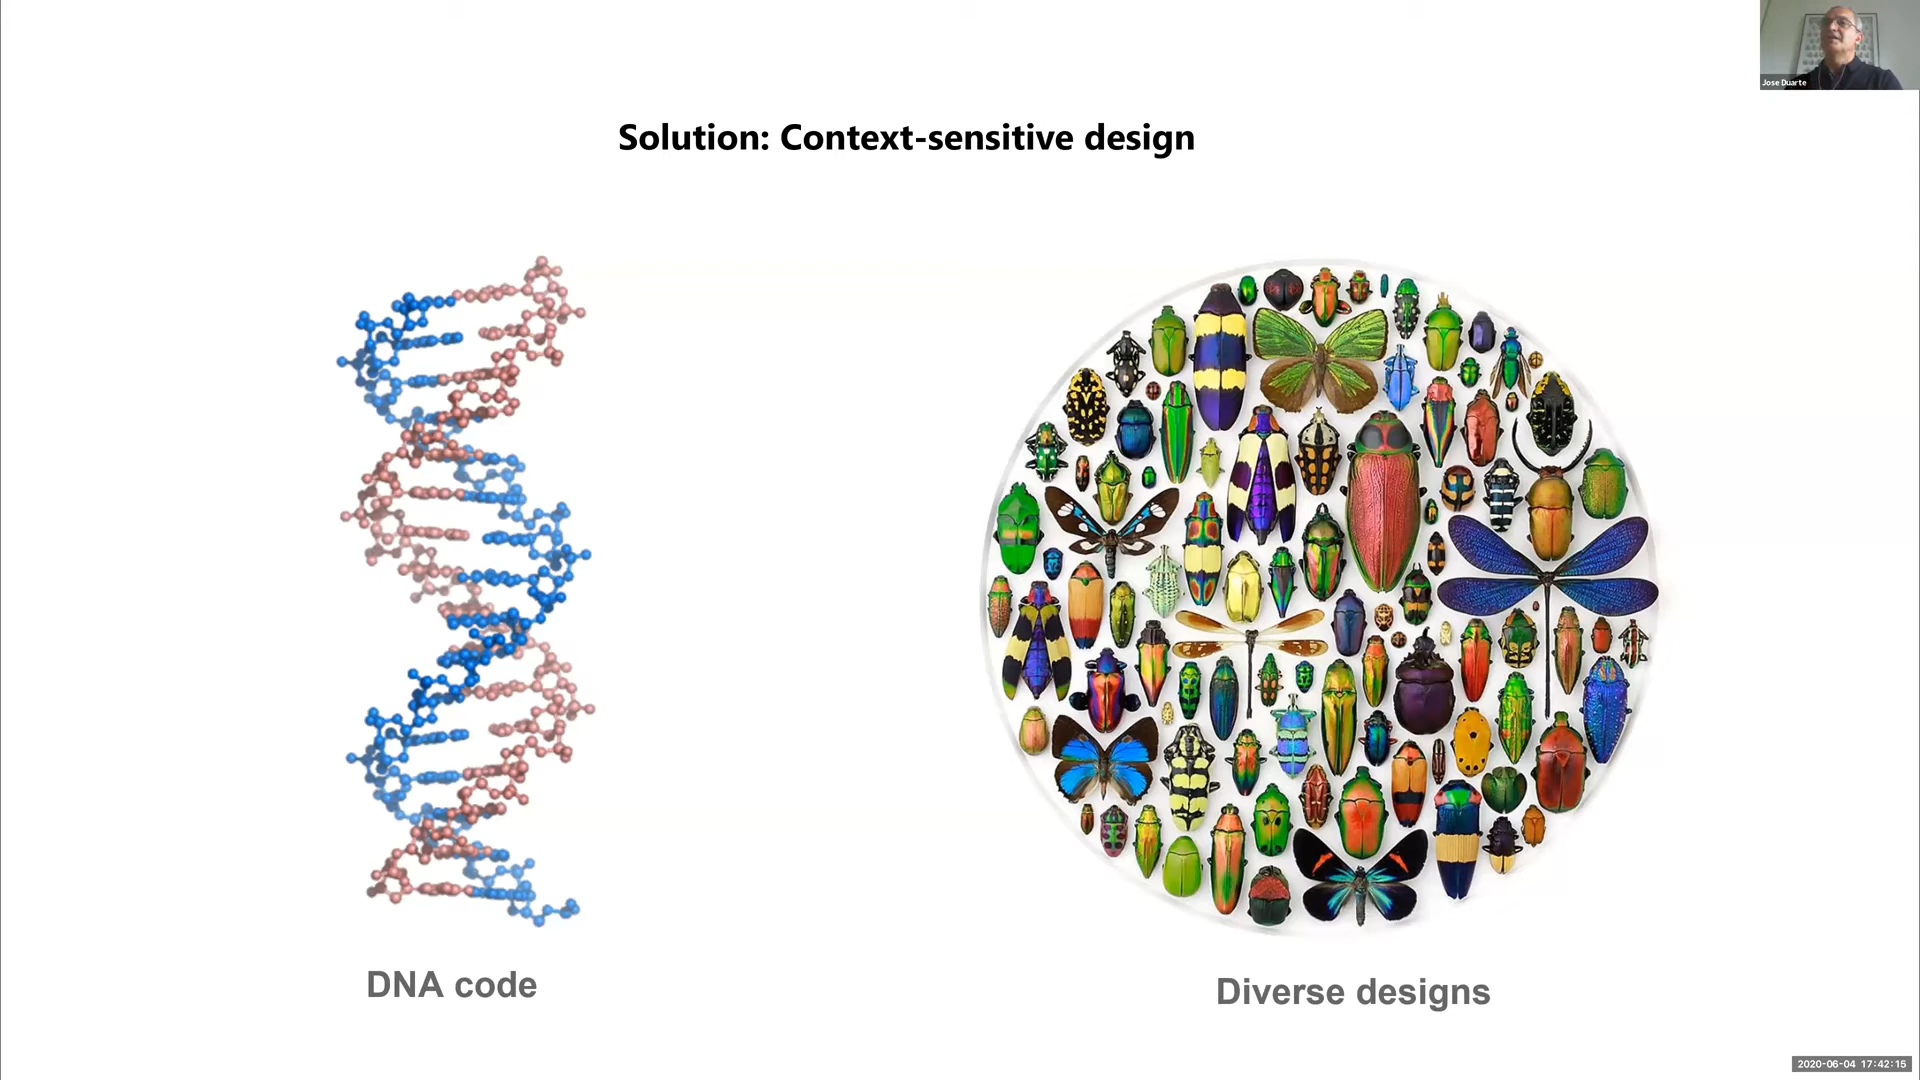 Jose Duarte
Solution: Context-sensitive design
DNA code
Diverse designs
2020-06-04 17:42:15